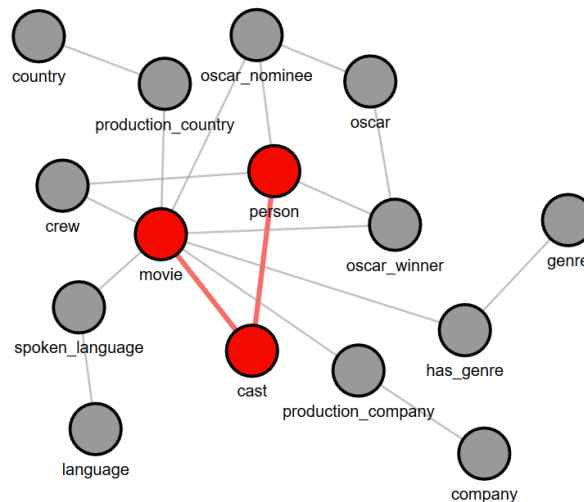 country
oscar_nominee
production_country
oscar
person
crew
movie
oscar_winner
genre
spoken_language
has_genre
cast
production_company
language
company